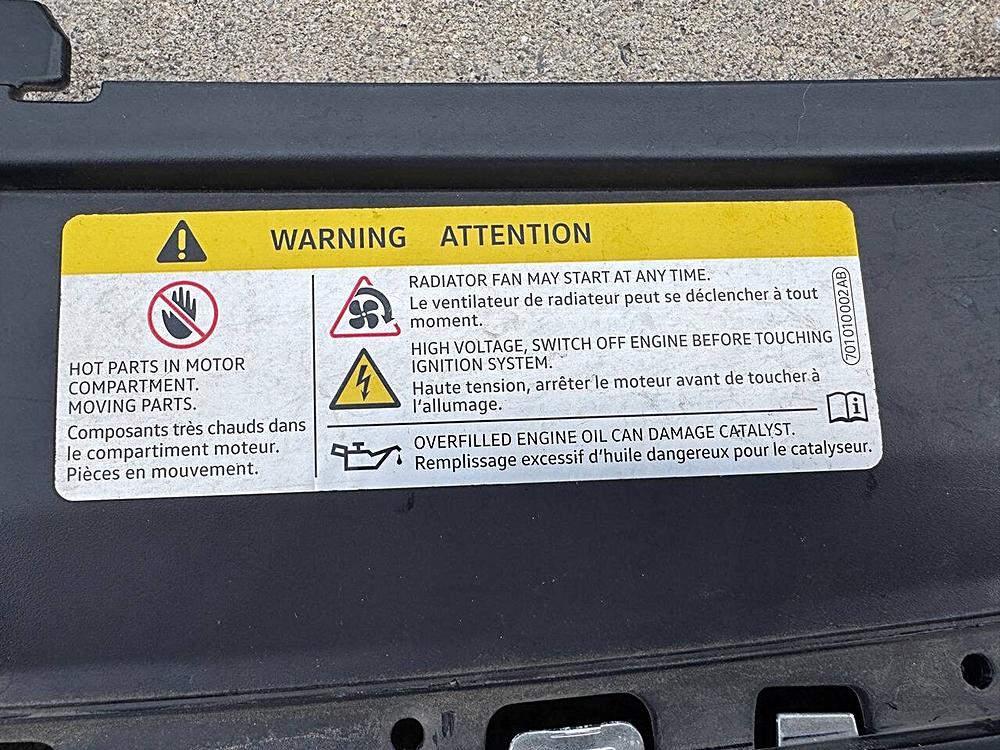 WARNING ATTENTION
HOT PARTS IN MOTOR
COMPARTMENT.
MOVING PARTS.
Composants très chauds dans
le compartiment moteur.
Pièces en mouvement.
RADIATOR FAN MAY START AT ANY TIME.
Le ventilateur de radiateur peut se déclencher à tout
moment.
HIGH VOLTAGE, SWITCH OFF ENGINE BEFORE TOUCHING
IGNITION SYSTEM.
Haute tension, arrêter le moteur avant de toucher à
l'allumage.
OVERFILLED ENGINE OIL CAN DAMAGE CATALYST.
Remplissage excessif d'huile dangereux pour le catalyseur.
701010002AB